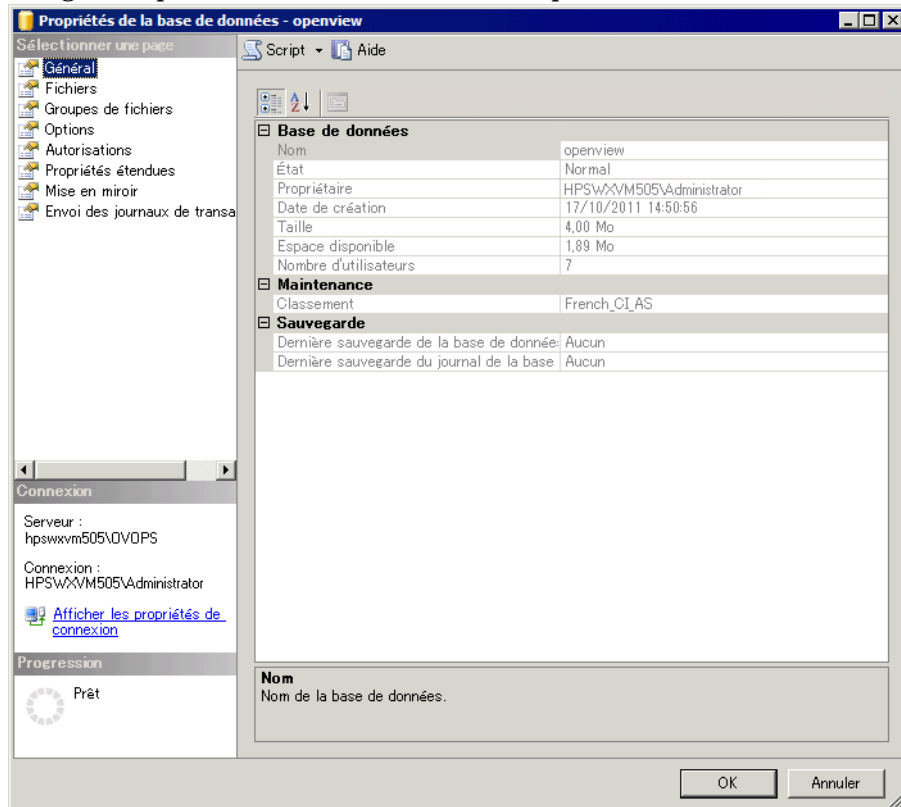 Propriétés de la base de données - openview
Sélectionner une page
Général
Fichiers
Groupes de fichiers
Options
Autorisations
Propriétés étendues
Mise en miroir
Envoi des journaux de transa
Script
Aide
Base de données
Nom openview
État Normal
Propriétaire HPSWXVM505\Administrator
Date de création 17/10/2011 14:50:56
Taille 4,00 Mo
Espace disponible 1,89 Mo
Nombre d'utilisateurs 7
Maintenance
Classement French_CI_AS
Sauvegarde
Dernière sauvegarde de la base de donnée: Aucun
Dernière sauvegarde du journal de la base Aucun
Connexion
Serveur :
hpswxvm505\OVOPS
Connexion :
HPSWXVM505\Administrator
Afficher les propriétés de
connexion
Progression
Prêt
Nom
Nom de la base de données.
OK Annuler